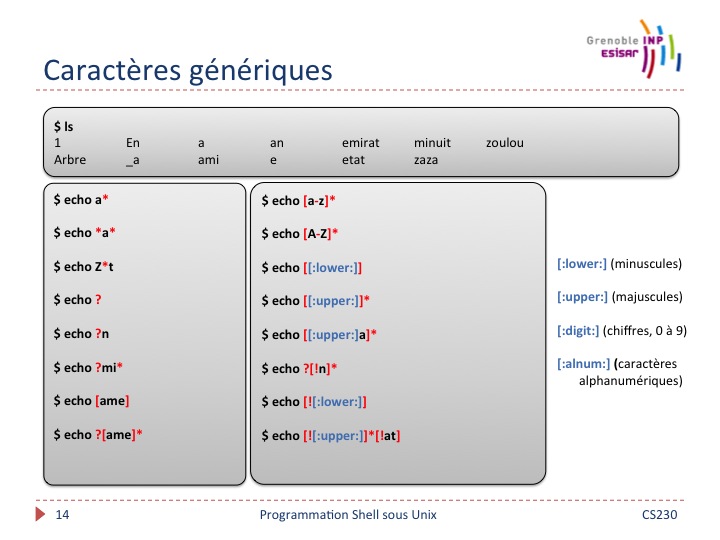 Grenoble INP
ESISAR
Caractères génériques
$ ls
1 En a an emirat minuit zoulou
Arbre _a ami e etat zaza
$ echo a*
$ echo *a*
$ echo Z*t
$ echo ?
$ echo ?n
$ echo ?mi*
$ echo [ame]
$ echo ?[ame]*
$ echo [a-z]*
$ echo [A-Z]*
$ echo [[:lower:]]
$ echo [[:upper:]]*
$ echo [[:upper:]a]*
$ echo ?[!n]*
$ echo [![:lower:]]
$ echo [![:upper:]]*[!at]
[:lower:] (minuscules)
[:upper:] (majuscules)
[:digit:] (chiffres, 0 à 9)
[:alnum:] (caractères
alphanumériques)
14 Programmation Shell sous Unix CS230